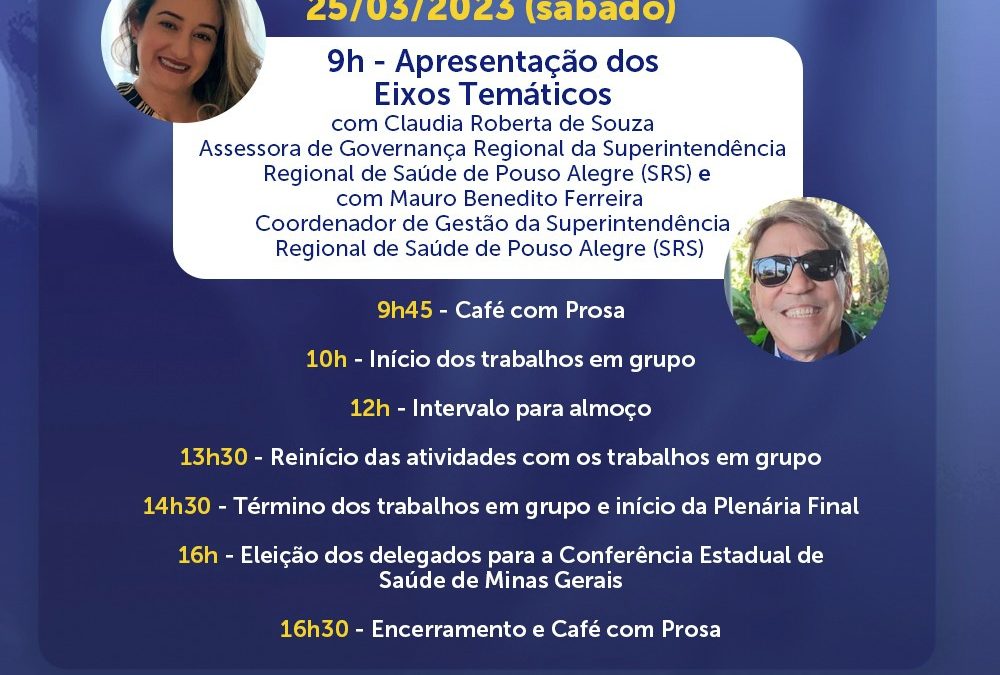 25/03/2023 (sábado)
9h - Apresentação dos
Eixos Temáticos
com Claudia Roberta de Souza
Assessora de Governança Regional da Superintendência
Regional de Saúde de Pouso Alegre (SRS) e
com Mauro Benedito Ferreira
Coordenador de Gestão da Superintendência
Regional de Saúde de Pouso Alegre (SRS)
9h45 - Café com Prosa
10h - Início dos trabalhos em grupo
12h - Intervalo para almoço
13h30 - Reinício das atividades com os trabalhos em grupo
14h30 - Término dos trabalhos em grupo e início da Plenária Final
16h - Eleição dos delegados para a Conferência Estadual de
Saúde de Minas Gerais
16h30 - Encerramento e Café com Prosa